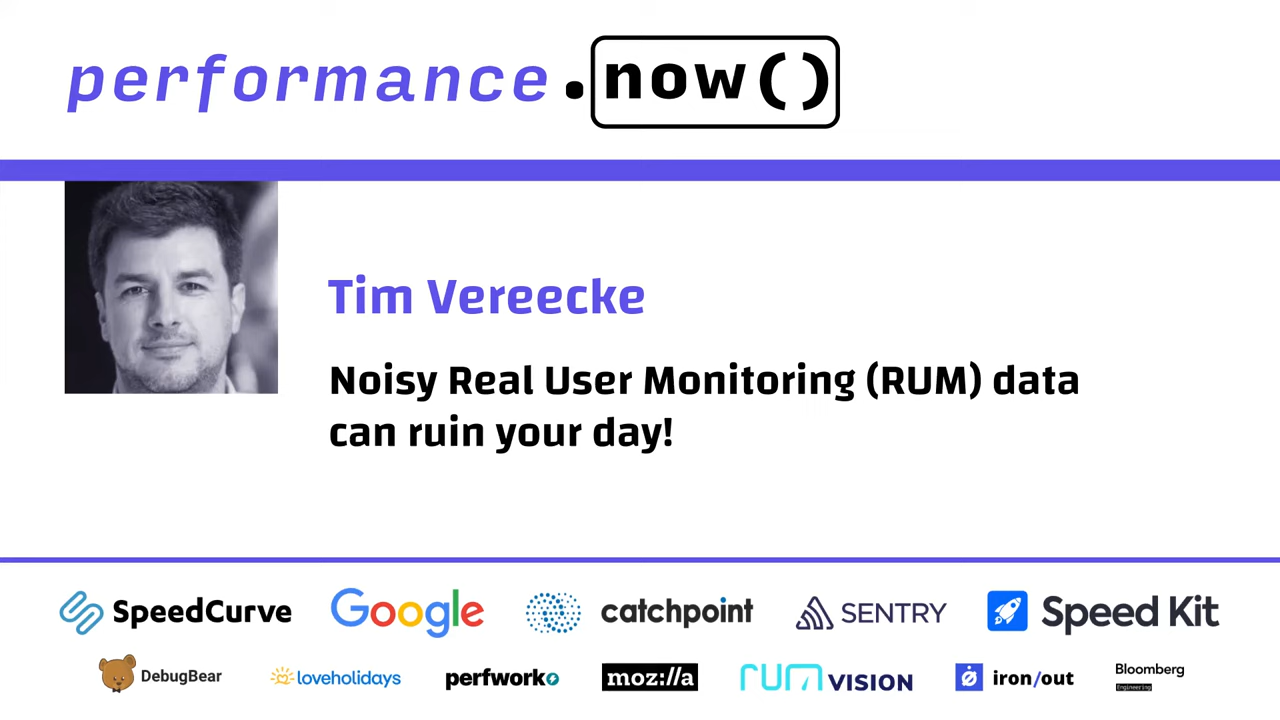 performance.now()
Tim Vereecke
Noisy Real User Monitoring (RUM) data
can ruin your day!
SpeedCurve
Google
catchpoint
SENTRY
Speed Kit
DebugBear
loveholidays
perfwork
moz://a
rum VISION
iron/out
Bloomberg
Engineering